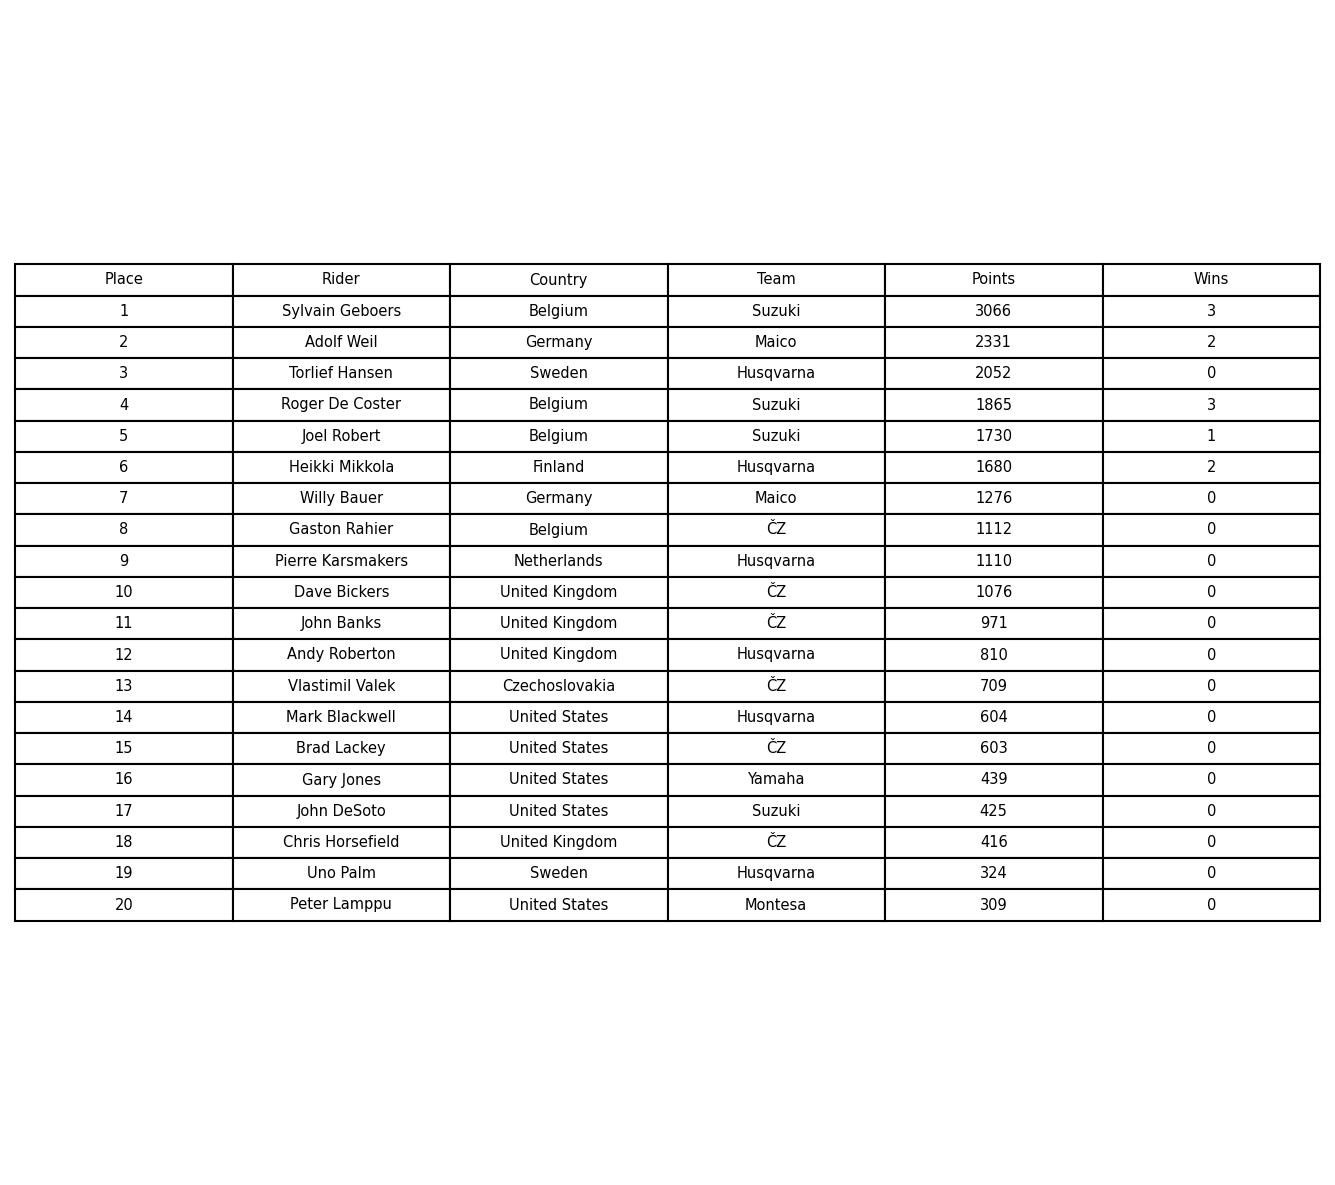 Place Rider Country Team Points Wins
1 Sylvain Geboers Belgium Suzuki 3066 3
2 Adolf Weil Germany Maico 2331 2
3 Torlief Hansen Sweden Husqvarna 2052 0
4 Roger De Coster Belgium Suzuki 1865 3
5 Joel Robert Belgium Suzuki 1730 1
6 Heikki Mikkola Finland Husqvarna 1680 2
7 Willy Bauer Germany Maico 1276 0
8 Gaston Rahier Belgium ČZ 1112 0
9 Pierre Karsmakers Netherlands Husqvarna 1110 0
10 Dave Bickers United Kingdom ČZ 1076 0
11 John Banks United Kingdom ČZ 971 0
12 Andy Roberton United Kingdom Husqvarna 810 0
13 Vlastimil Valek Czechoslovakia ČZ 709 0
14 Mark Blackwell United States Husqvarna 604 0
15 Brad Lackey United States ČZ 603 0
16 Gary Jones United States Yamaha 439 0
17 John DeSoto United States Suzuki 425 0
18 Chris Horsefield United Kingdom ČZ 416 0
19 Uno Palm Sweden Husqvarna 324 0
20 Peter Lamppu United States Montesa 309 0